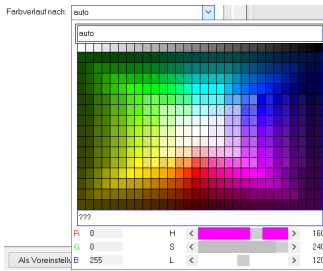 Farbverlauf nach: auto
auto
???
R 0 H < > 160
G 0 S < > 240
B 255 L < > 120
Als Voreinstellu